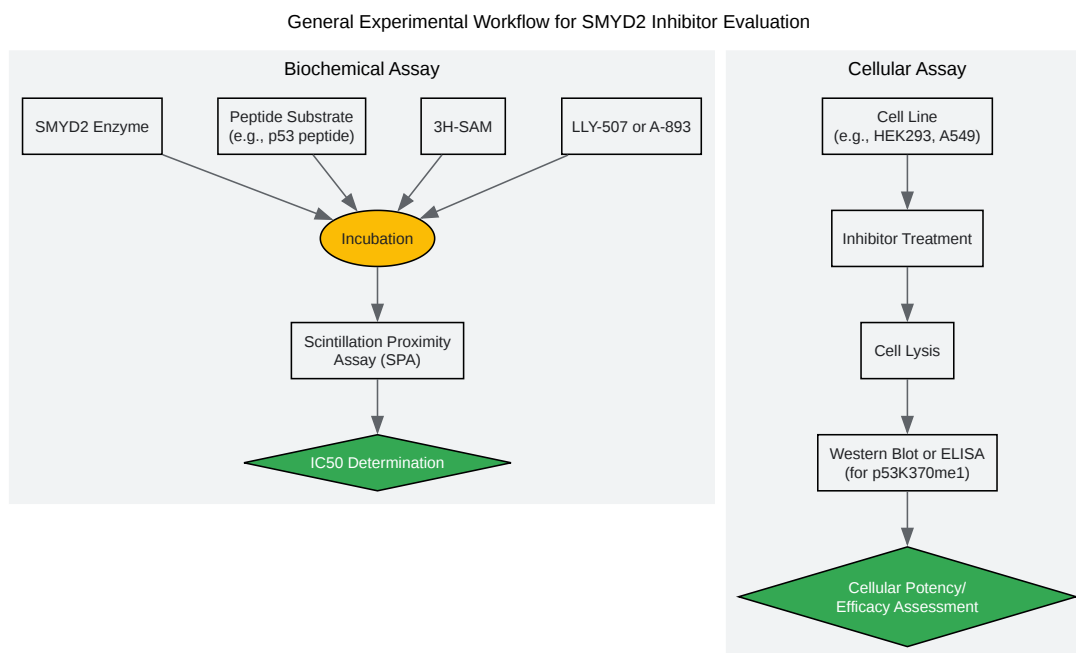 General Experimental Workflow for SMYD2 Inhibitor Evaluation
Biochemical Assay
SMYD2 Enzyme
Peptide Substrate
(e.g., p53 peptide)
3H-SAM
LLY-507 or A-893
Incubation
Scintillation Proximity
Assay (SPA)
IC50 Determination
Cellular Assay
Cell Line
(e.g., HEK293, A549)
Inhibitor Treatment
Cell Lysis
Western Blot or ELISA
(for p53K370me1)
Cellular Potency/
Efficacy Assessment